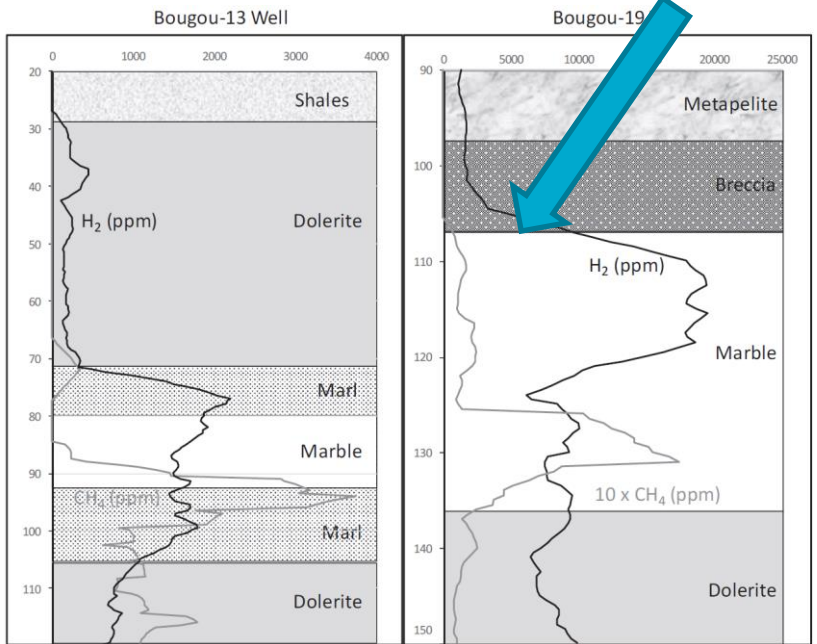 Bougou-13 Well
0 1000 2000 3000 4000
20
Shales
30
40
H₂ (ppm)
Dolerite
50
60
70
Marl
80
Marble
90
CH₄ (ppm)
100
Marl
110
Dolerite
Bougou-19
0 5000 10000 20000 25000
90
Metapelite
100
Breccia
110
H₂ (ppm)
120
Marble
130
10 x CH₄ (ppm)
140
Dolerite
150